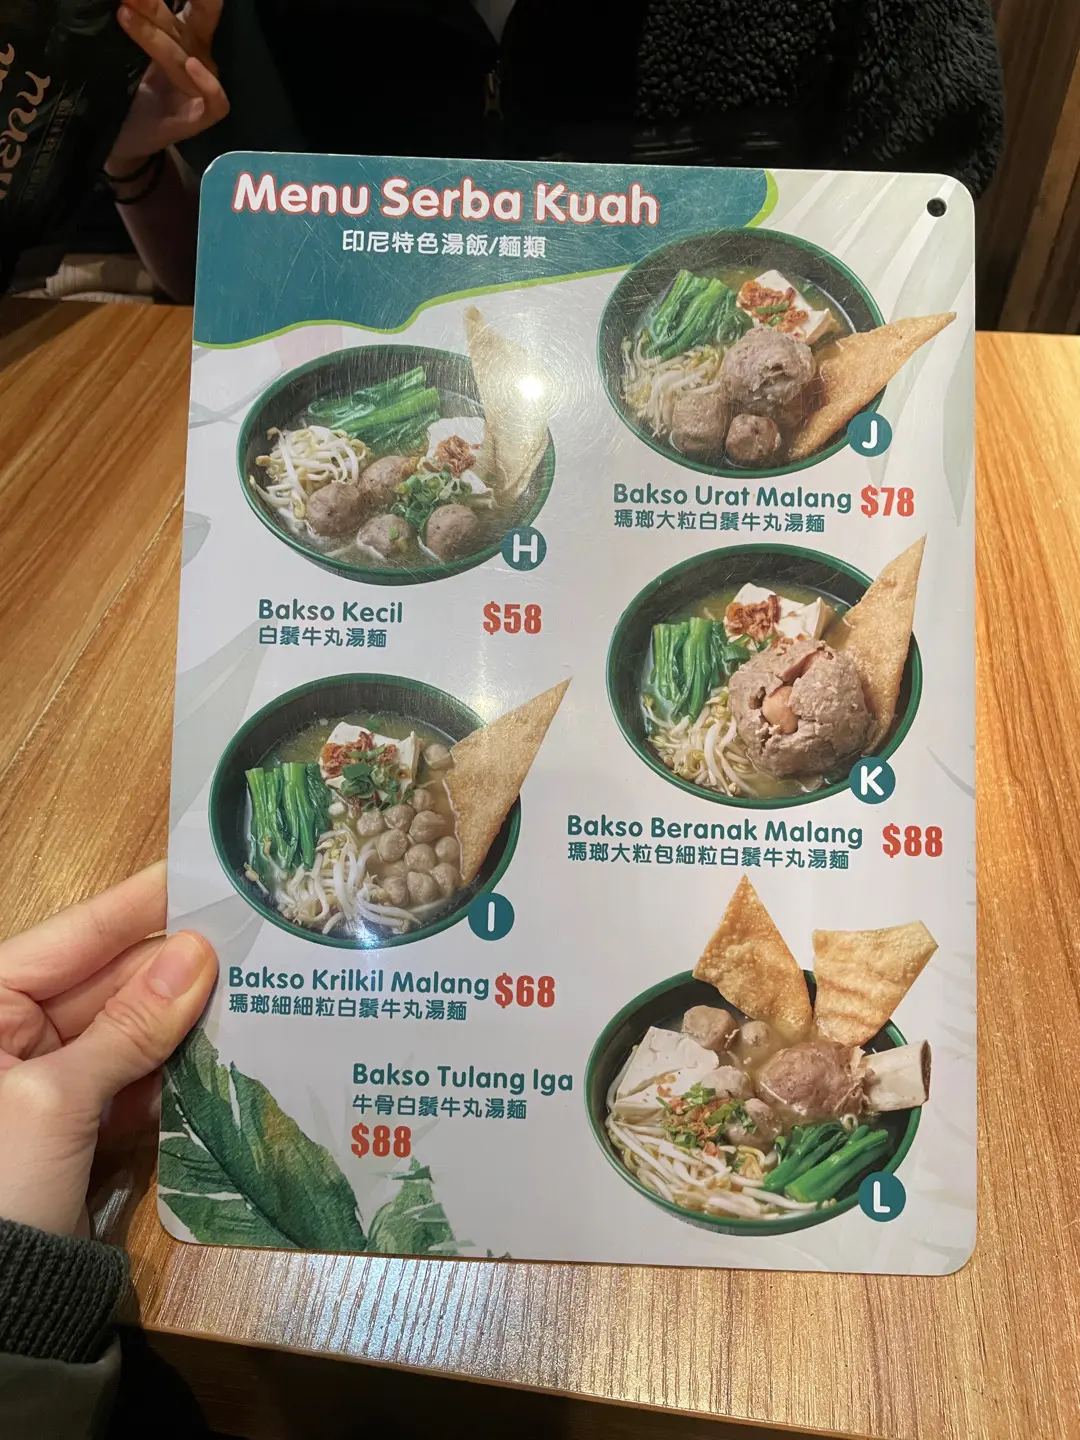 Menu Serba Kuah
印尼特色湯飯/麵類
H
Bakso Kecil $58
白鬚牛丸湯麵
J
Bakso Urat Malang $78
瑪瑯大粒白鬚牛丸湯麵
I
Bakso Krilkil Malang $68
瑪瑯細細粒白鬚牛丸湯麵
K
Bakso Beranak Malang $88
瑪瑯大粒包細粒白鬚牛丸湯麵
L
Bakso Tulang Iga
牛骨白鬚牛丸湯麵
$88